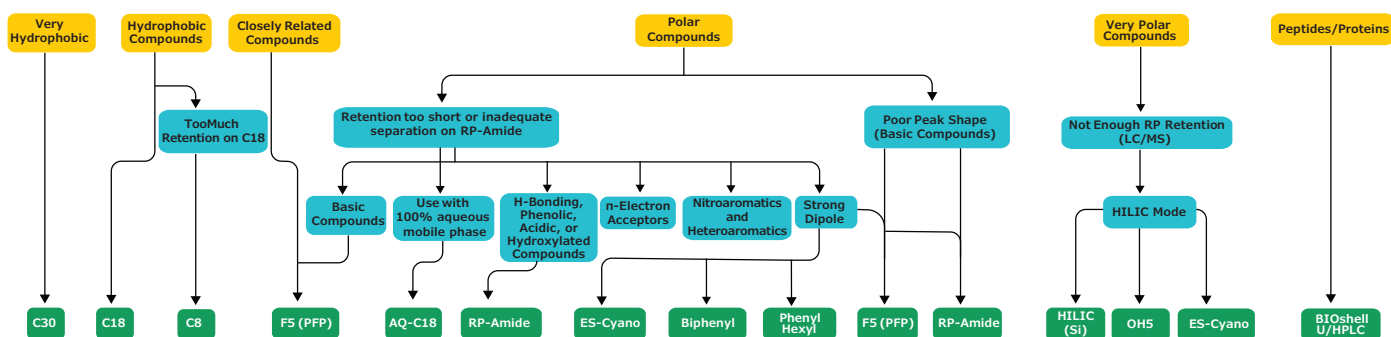 Very
Hydrophobic
Hydrophobic
Compounds
Closely Related
Compounds
Polar
Compounds
Very Polar
Compounds
Peptides/Proteins
TooMuch
Retention on C18
Retention too short or inadequate
separation on RP-Amide
Poor Peak Shape
(Basic Compounds)
Not Enough RP Retention
(LC/MS)
Basic
Compounds
Use with
100% aqueous
mobile phase
H-Bonding,
Phenolic,
Acidic, or
Hydroxylated
Compounds
n-Electron
Acceptors
Nitroaromatics
and
Heteroaromatics
Strong
Dipole
HILIC Mode
C30
C18
C8
F5 (PFP)
AQ-C18
RP-Amide
ES-Cyano
Biphenyl
Phenyl
Hexyl
F5 (PFP)
RP-Amide
HILIC
(Si)
OH5
ES-Cyano
BIOshell
U/HPLC